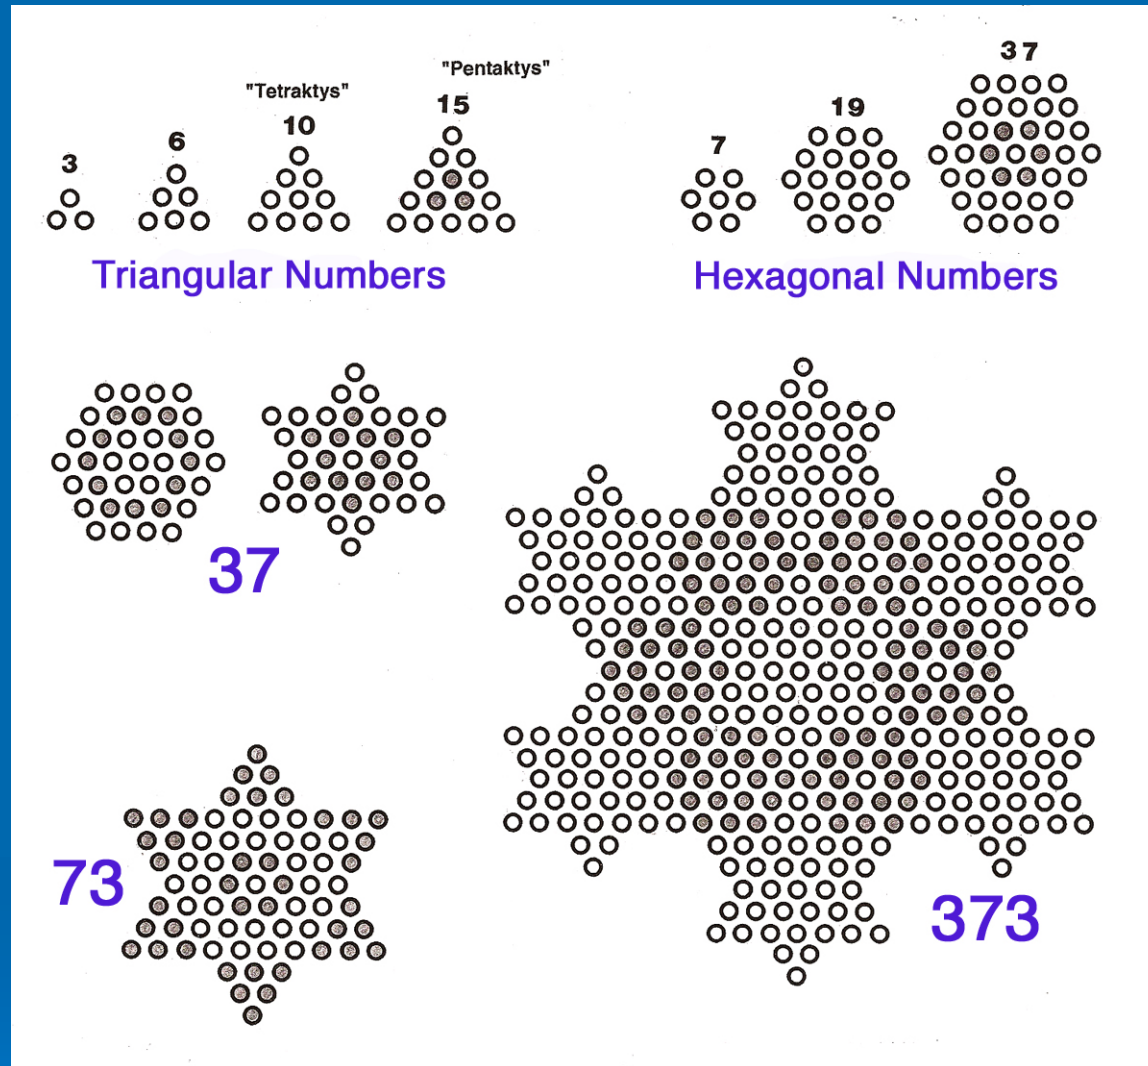 "Pentaktys"
"Tetraktys"
3
6
10
15
7
19
37
Triangular Numbers
Hexagonal Numbers
37
73
373